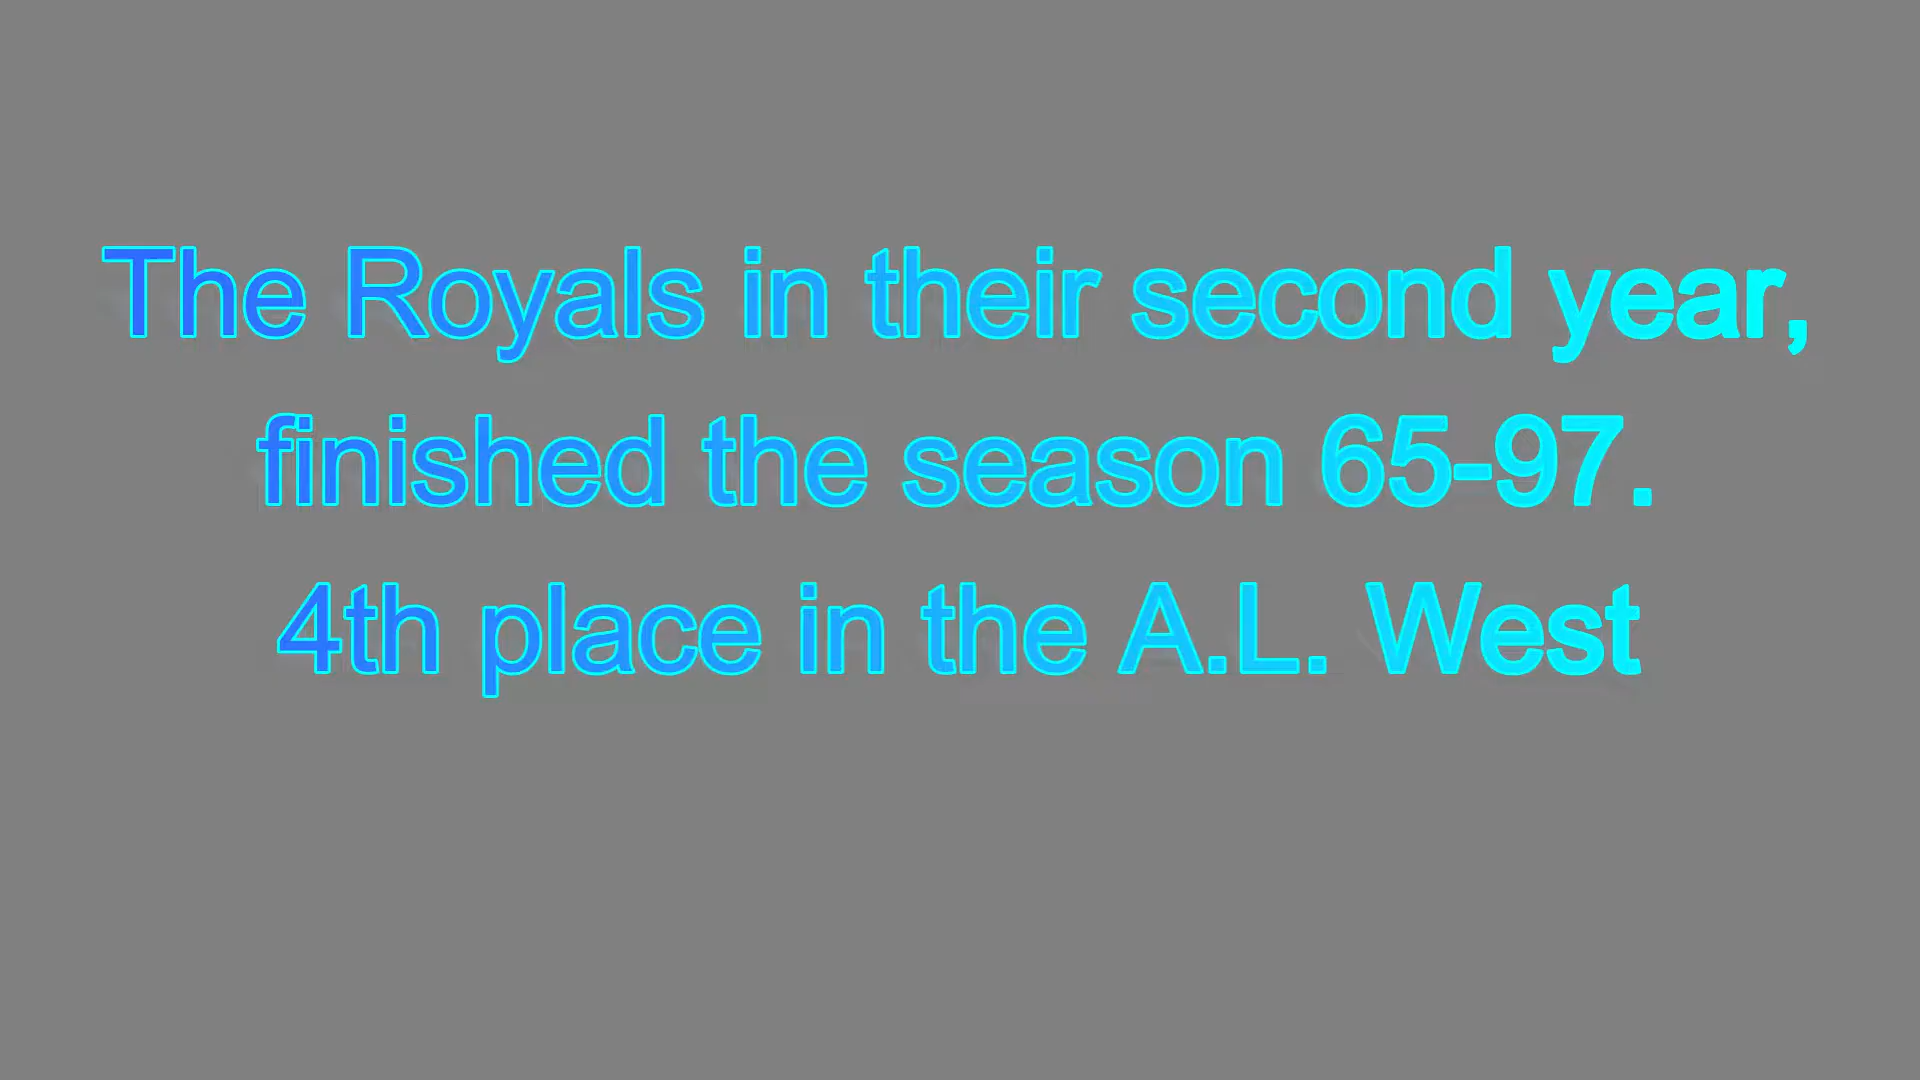 The Royals in their second year,
finished the season 65-97.
4th place in the A.L. West